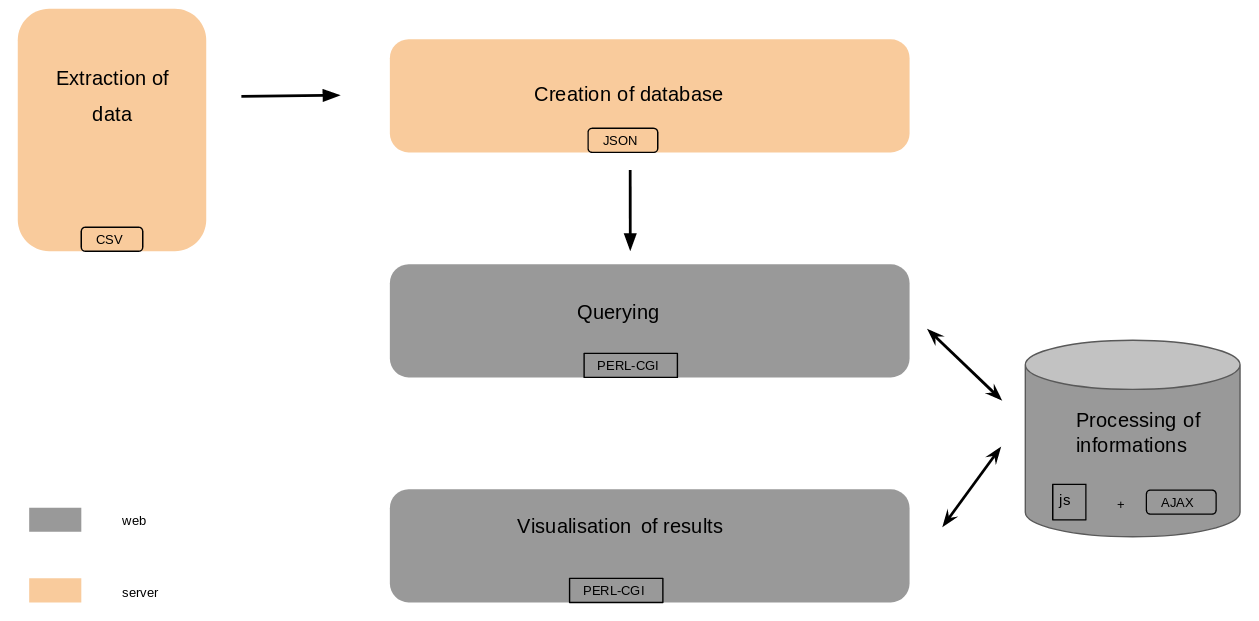 Extraction of
data
CSV
Creation of database
JSON
Querying
PERL-CGI
Processing of
informations
js + AJAX
Visualisation of results
PERL-CGI
web
server